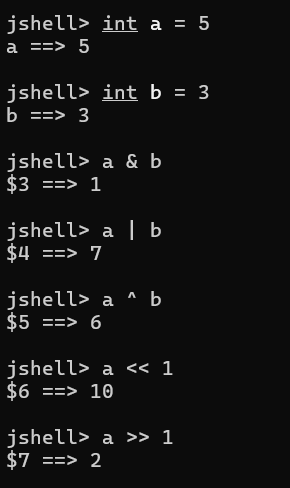 jshell> int a = 5
a ==> 5
jshell> int b = 3
b ==> 3
jshell> a & b
$3 ==> 1
jshell> a | b
$4 ==> 7
jshell> a ^ b
$5 ==> 6
jshell> a << 1
$6 ==> 10
jshell> a >> 1
$7 ==> 2